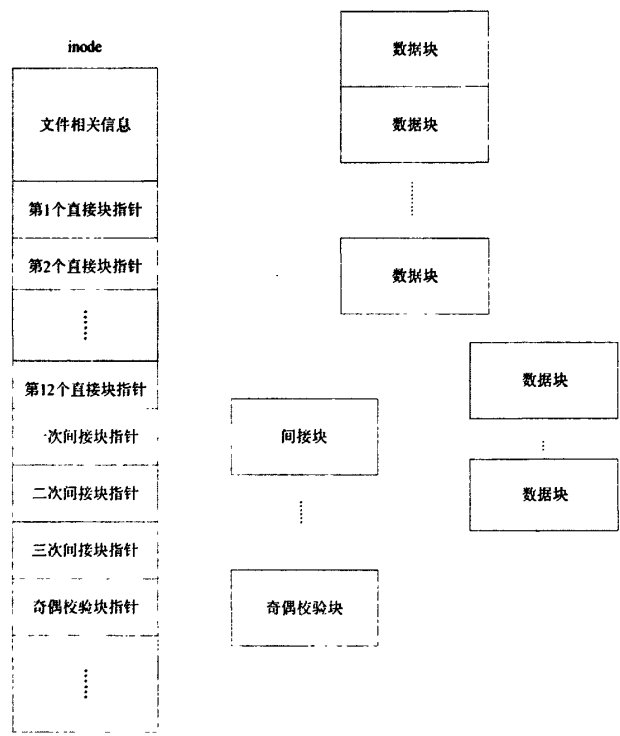 inode
文件相关信息
第1个直接块指针
第2个直接块指针
第12个直接块指针
一次间接块指针
二次间接块指针
三次间接块指针
奇偶校验块指针
数据块
数据块
数据块
间接块
奇偶校验块
数据块
数据块